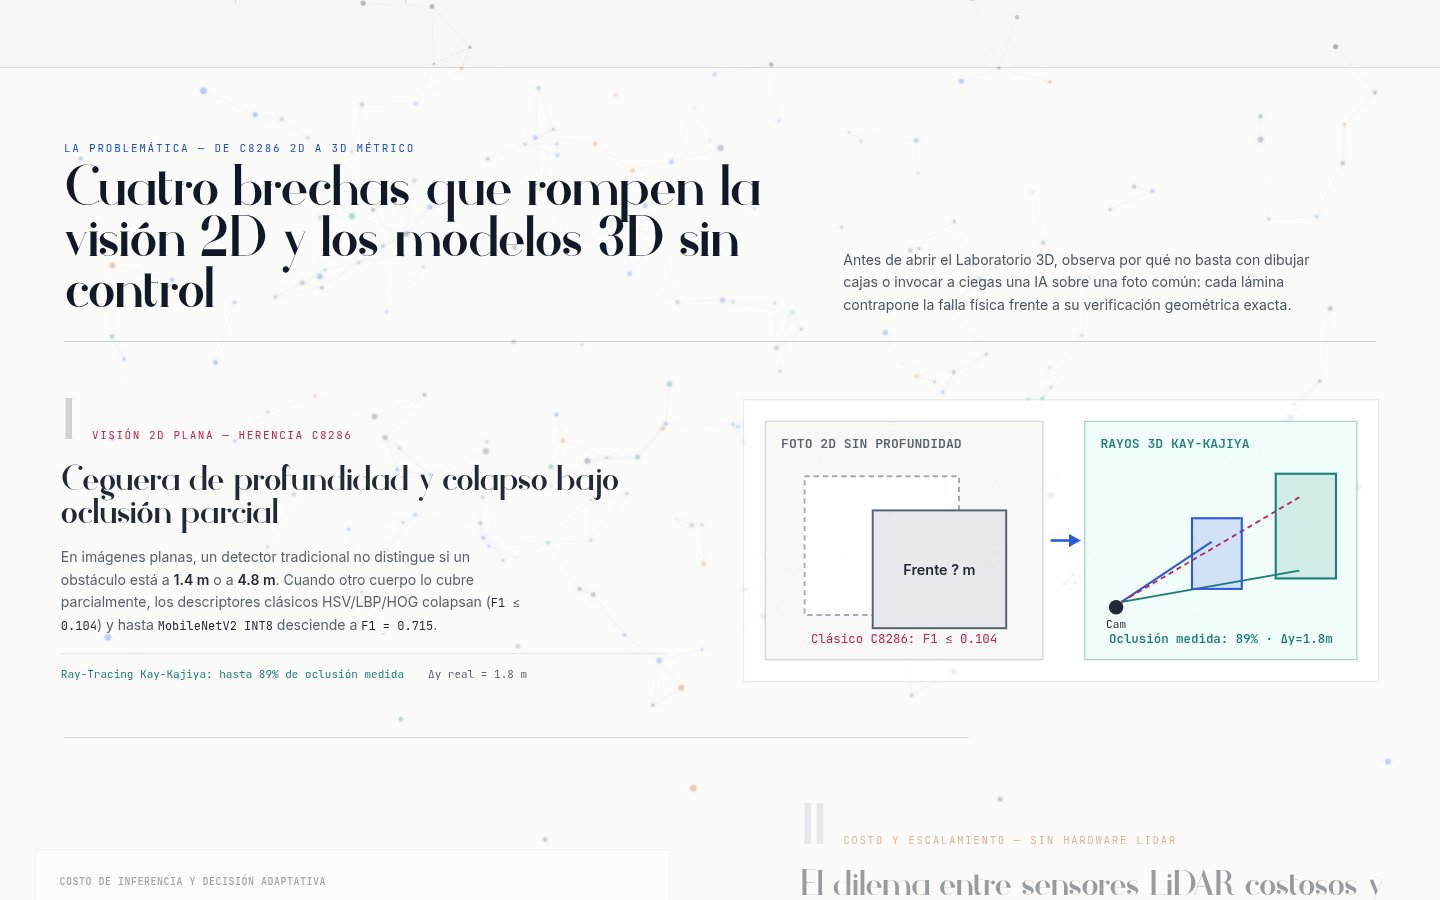 LA PROBLEMÁTICA — DE C8286 2D A 3D MÉTRICO
Cuatro brechas que rompen la
visión 2D y los modelos 3D sin
control
Antes de abrir el Laboratorio 3D, observa por qué no basta con dibujar
cajas o invocar a ciegas una IA sobre una foto común: cada lámina
contrapone la falla física frente a su verificación geométrica exacta.
I
VISIÓN 2D PLANA — HERENCIA C8286
Ceguera de profundidad y colapso bajo
oclusión parcial
En imágenes planas, un detector tradicional no distingue si un
obstáculo está a 1.4 m o a 4.8 m. Cuando otro cuerpo lo cubre
parcialmente, los descriptores clásicos HSV/LBP/HOG colapsan (F1 ≤
0.104) y hasta MobileNetV2 INT8 desciende a F1 = 0.715.
Ray-Tracing Kay-Kajiya: hasta 89% de oclusión medida Δy real = 1.8 m
FOTO 2D SIN PROFUNDIDAD
Frente ? m
Clásico C8286: F1 ≤ 0.104
RAYOS 3D KAY-KAJIYA
Cam
Oclusión medida: 89% · Δy=1.8m
II
COSTO Y ESCALAMIENTO — SIN HARDWARE LIDAR
El dilema entre sensores LiDAR costosos y
COSTO DE INFERENCIA Y DECISIÓN ADAPTATIVA